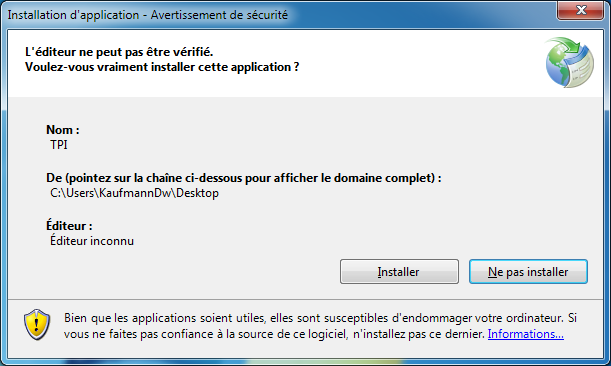 Installation d'application - Avertissement de sécurité
L'éditeur ne peut pas être vérifié.
Voulez-vous vraiment installer cette application ?
Nom :
TPI
De (pointez sur la chaîne ci-dessous pour afficher le domaine complet) :
C:\Users\KaufmannDw\Desktop
Éditeur :
Éditeur inconnu
Installer
Ne pas installer
Bien que les applications soient utiles, elles sont susceptibles d'endommager votre ordinateur. Si
vous ne faites pas confiance à la source de ce logiciel, n'installez pas ce dernier. Informations...